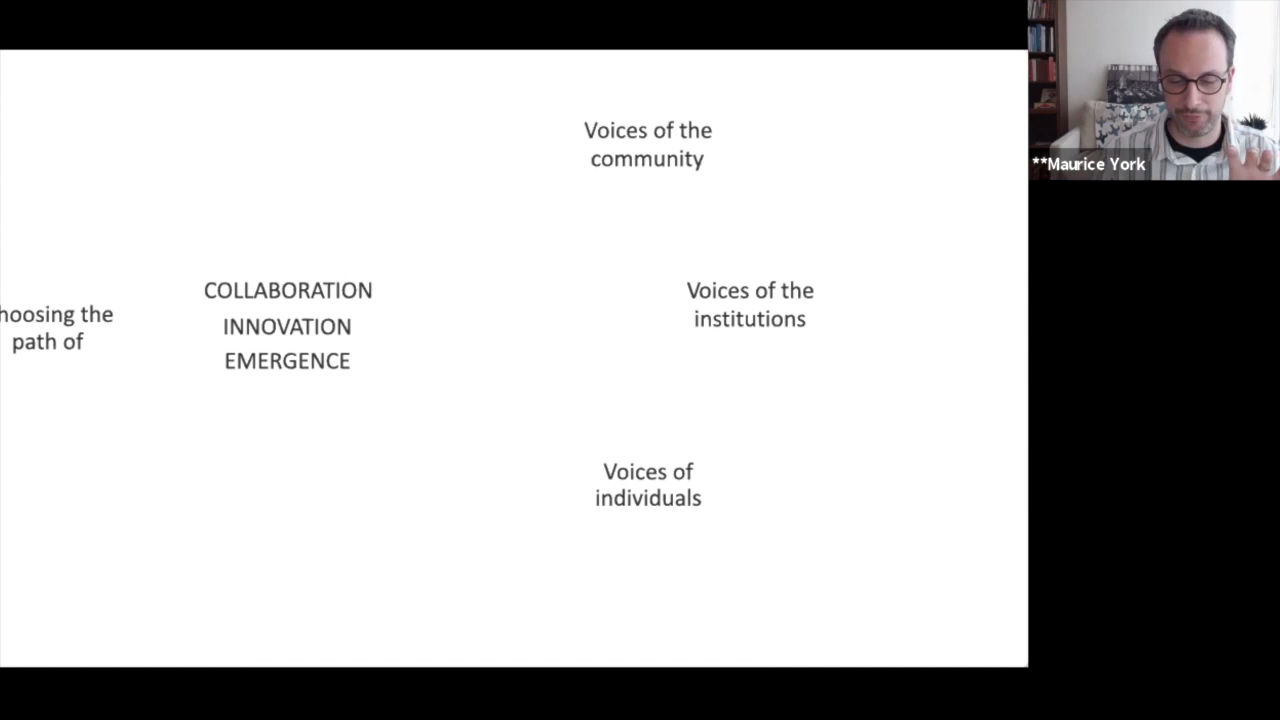 Voices of the
community
hoosing the
path of
COLLABORATION
INNOVATION
EMERGENCE
Voices of the
institutions
Voices of
individuals
**Maurice York